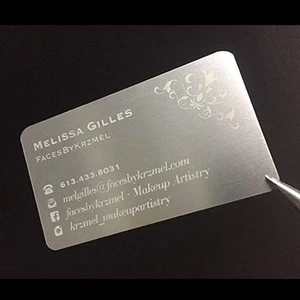 MELISSA GILLES
FACESBYKRZMEL
613.433.8031
melgilles@facesbykrzmel.com
facesbykrzmel · Makeup Artistry
krzmel_makeupartistry